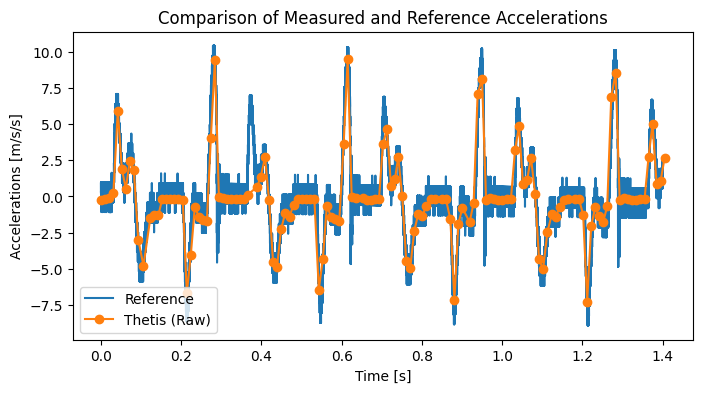 Comparison of Measured and Reference Accelerations
Accelerations [m/s/s]
10.0
7.5
5.0
2.5
0.0
−2.5
−5.0
−7.5
Reference
Thetis (Raw)
0.0 0.2 0.4 0.6 0.8 1.0 1.2 1.4
Time [s]